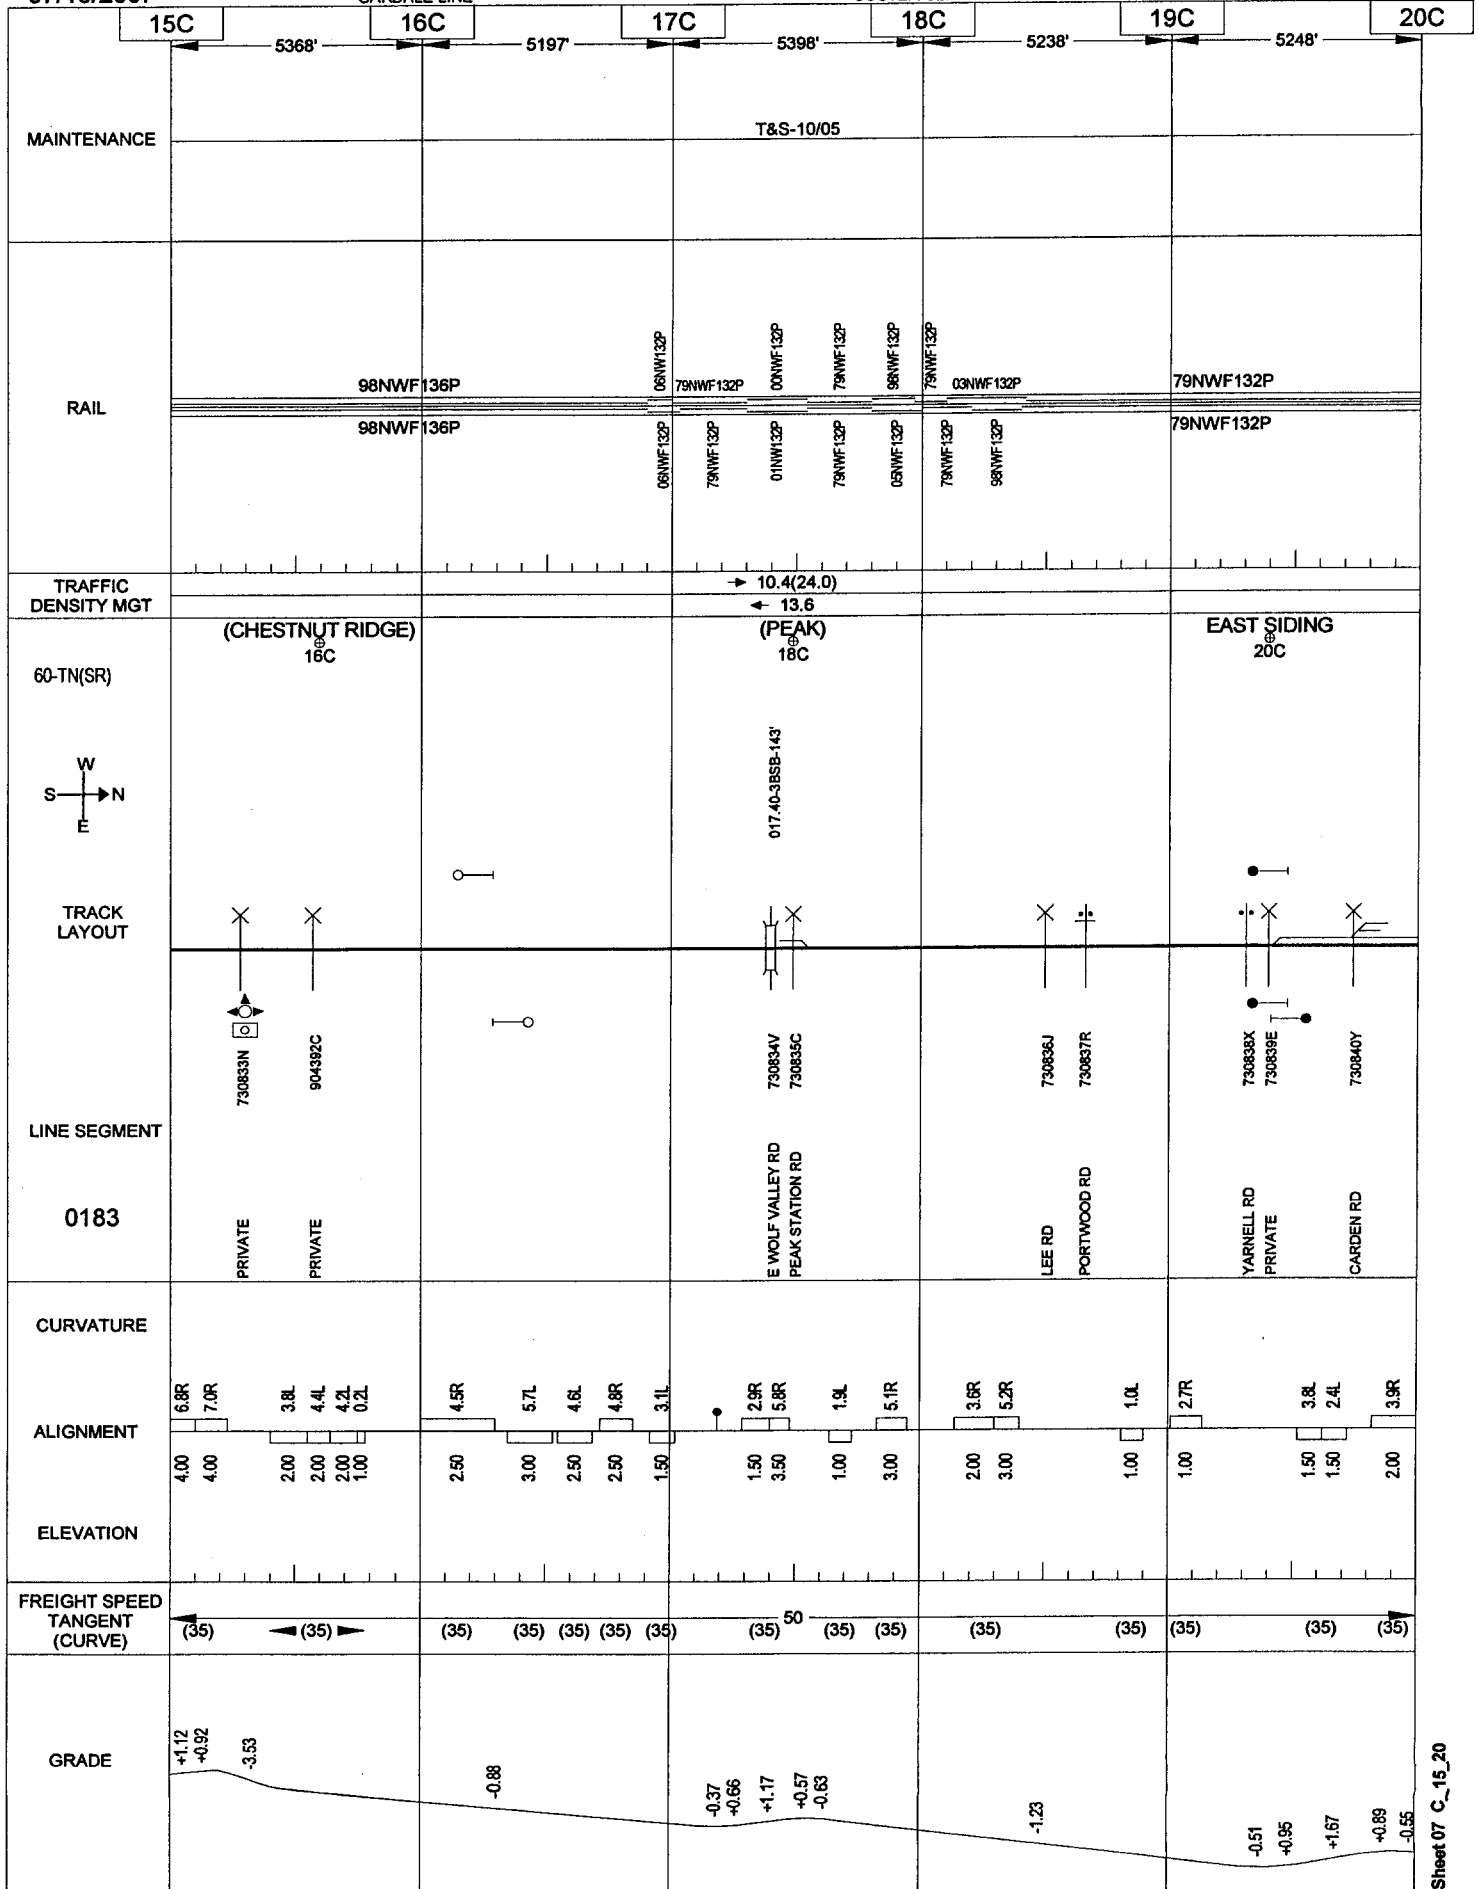 15C 16C 17C 18C 19C 20C
5368' 5197' 5398' 5238' 5248'
MAINTENANCE
T&S-10/05
RAIL
98NWF136P
06NW132P
79NWF132P
00NWF132P
79NWF132P
98NWF132P
79NWF132P
03NWF132P
79NWF132P
98NWF136P
06NWF132P
79NWF132P
01NW132P
79NWF132P
05NWF132P
79NWF132P
98NWF132P
79NWF132P
TRAFFIC
DENSITY MGT
10.4(24.0)
13.6
(CHESTNUT RIDGE)
16C
(PEAK)
18C
EAST SIDING
20C
60-TN(SR)
W
S N
E
017.40-3BSB-143'
TRACK
LAYOUT
730833N
904392C
730834V
730835C
730836J
730837R
730838X
730839E
730840Y
LINE SEGMENT
0183
PRIVATE
PRIVATE
E WOLF VALLEY RD
PEAK STATION RD
LEE RD
PORTWOOD RD
YARNELL RD
PRIVATE
CARDEN RD
CURVATURE
6.8R 7.0R 3.8L 4.4L 4.2L 0.2L 4.5R 5.7L 4.6L 4.8R 3.1L 2.9R 5.8R 1.9L 5.1R 3.6R 5.2R 1.0L 2.7R 3.8L 2.4L 3.9R
ALIGNMENT
4.00 4.00 2.00 2.00 2.00 1.00 2.50 3.00 2.50 2.50 1.50 1.50 3.50 1.00 3.00 2.00 3.00 1.00 1.00 1.50 1.50 2.00
ELEVATION
FREIGHT SPEED
TANGENT
(CURVE)
50
(35) (35) (35) (35) (35) (35) (35) (35) (35) (35) (35) (35) (35) (35) (35)
GRADE
+1.12 +0.92 -3.53 -0.88 -0.37 +0.66 +1.17 +0.57 -0.63 -1.23 -0.51 +0.95 +1.67 +0.89 -0.55
Sheet 07 C_15_20